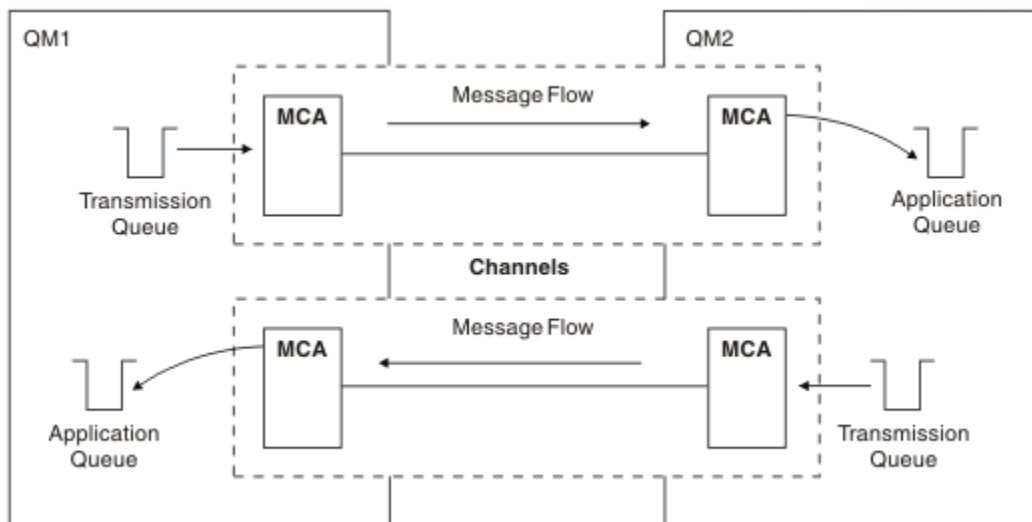 QM1
QM2
Message Flow
MCA
MCA
Transmission
Queue
Application
Queue
Channels
Message Flow
MCA
MCA
Application
Queue
Transmission
Queue